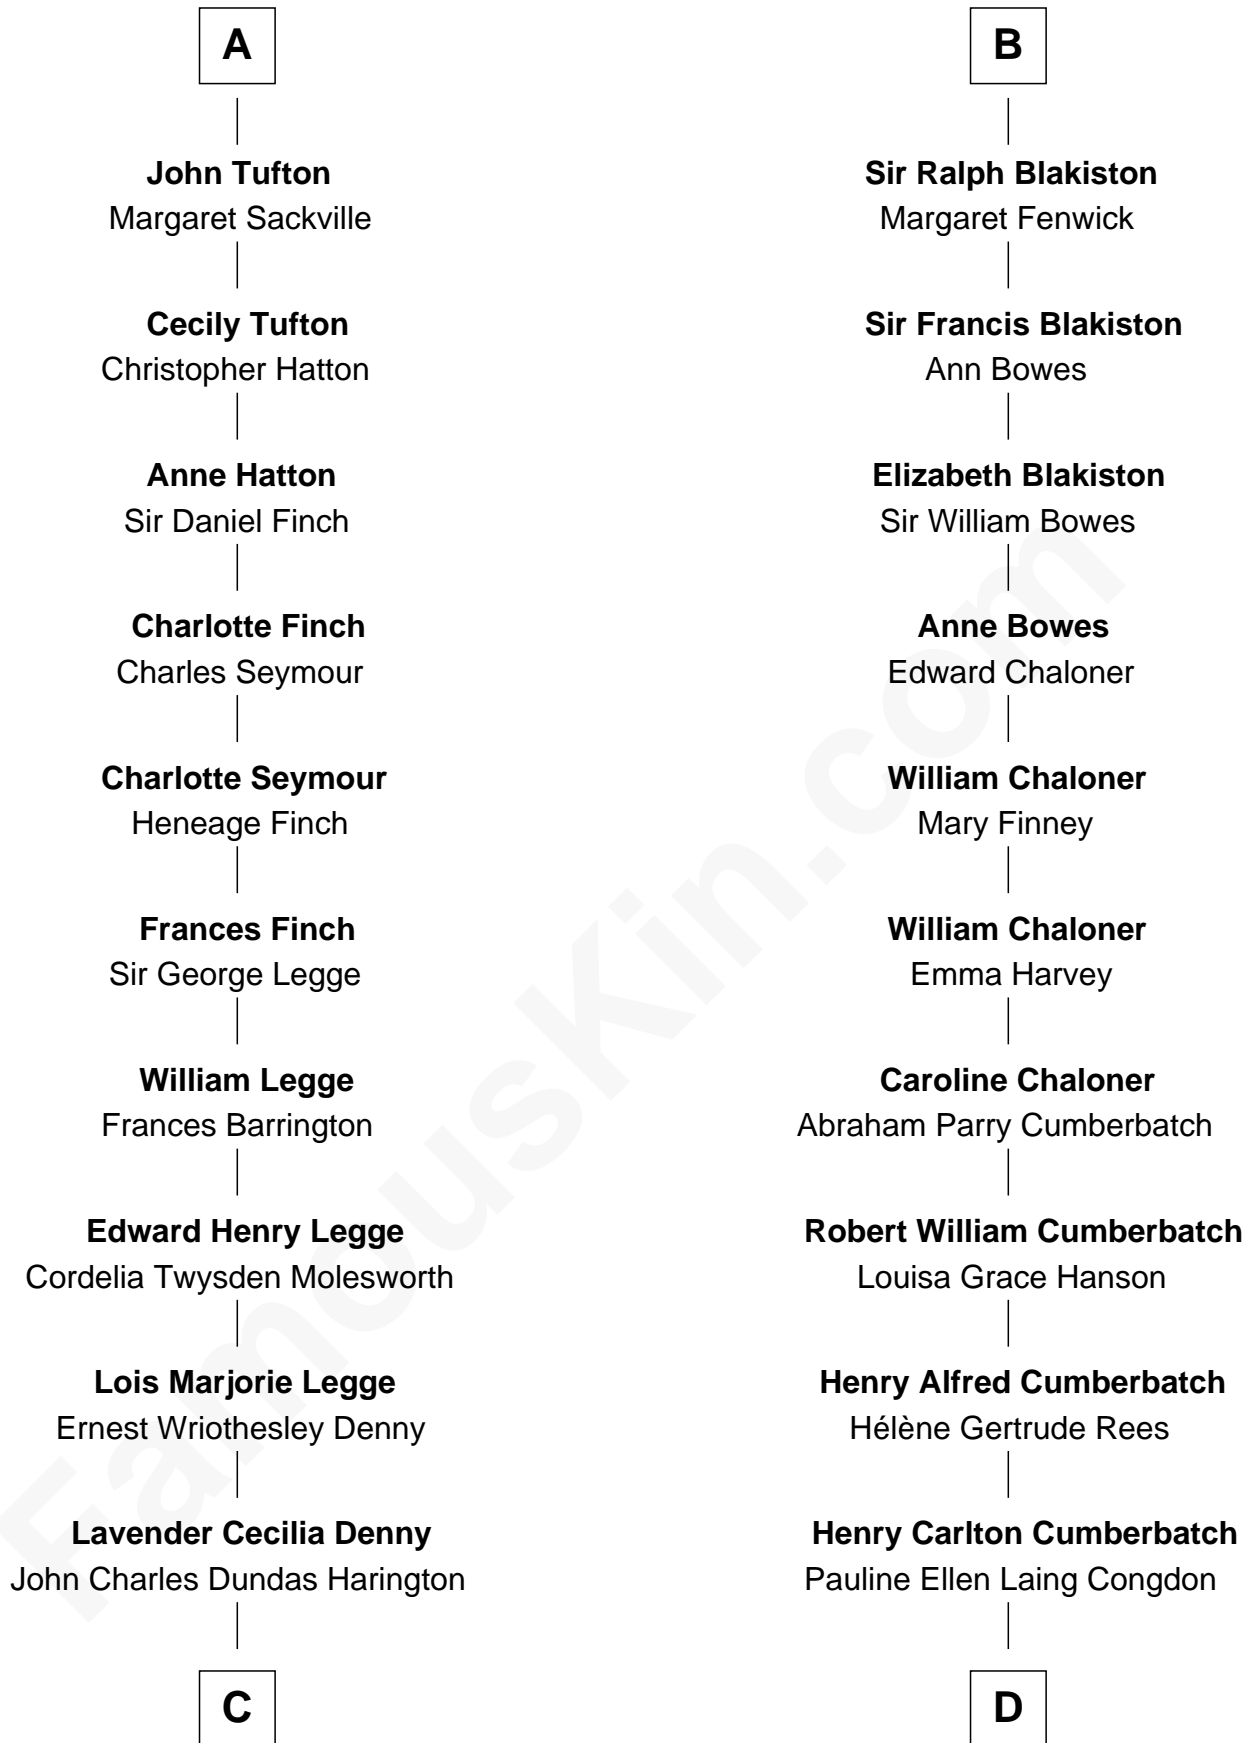 A
John Tufton
Margaret Sackville
Cecily Tufton
Christopher Hatton
Anne Hatton
Sir Daniel Finch
Charlotte Finch
Charles Seymour
Charlotte Seymour
Heneage Finch
Frances Finch
Sir George Legge
William Legge
Frances Barrington
Edward Henry Legge
Cordelia Twysden Molesworth
Lois Marjorie Legge
Ernest Wriothesley Denny
Lavender Cecilia Denny
John Charles Dundas Harington
C
B
Sir Ralph Blakiston
Margaret Fenwick
Sir Francis Blakiston
Ann Bowes
Elizabeth Blakiston
Sir William Bowes
Anne Bowes
Edward Chaloner
William Chaloner
Mary Finney
William Chaloner
Emma Harvey
Caroline Chaloner
Abraham Parry Cumberbatch
Robert William Cumberbatch
Louisa Grace Hanson
Henry Alfred Cumberbatch
Hélène Gertrude Rees
Henry Carlton Cumberbatch
Pauline Ellen Laing Congdon
D
FamousKin.com